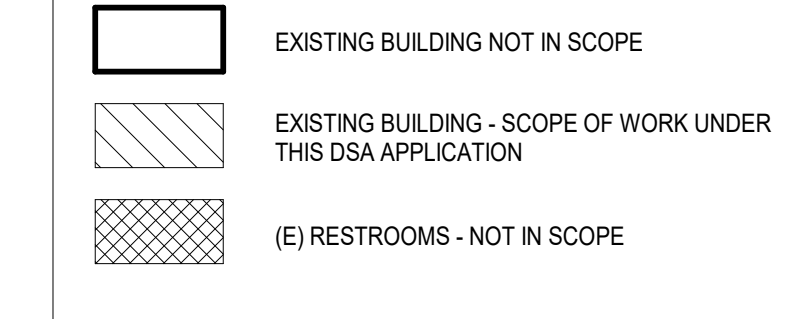 EXISTING BUILDING NOT IN SCOPE
EXISTING BUILDING - SCOPE OF WORK UNDER
THIS DSA APPLICATION
(E) RESTROOMS - NOT IN SCOPE